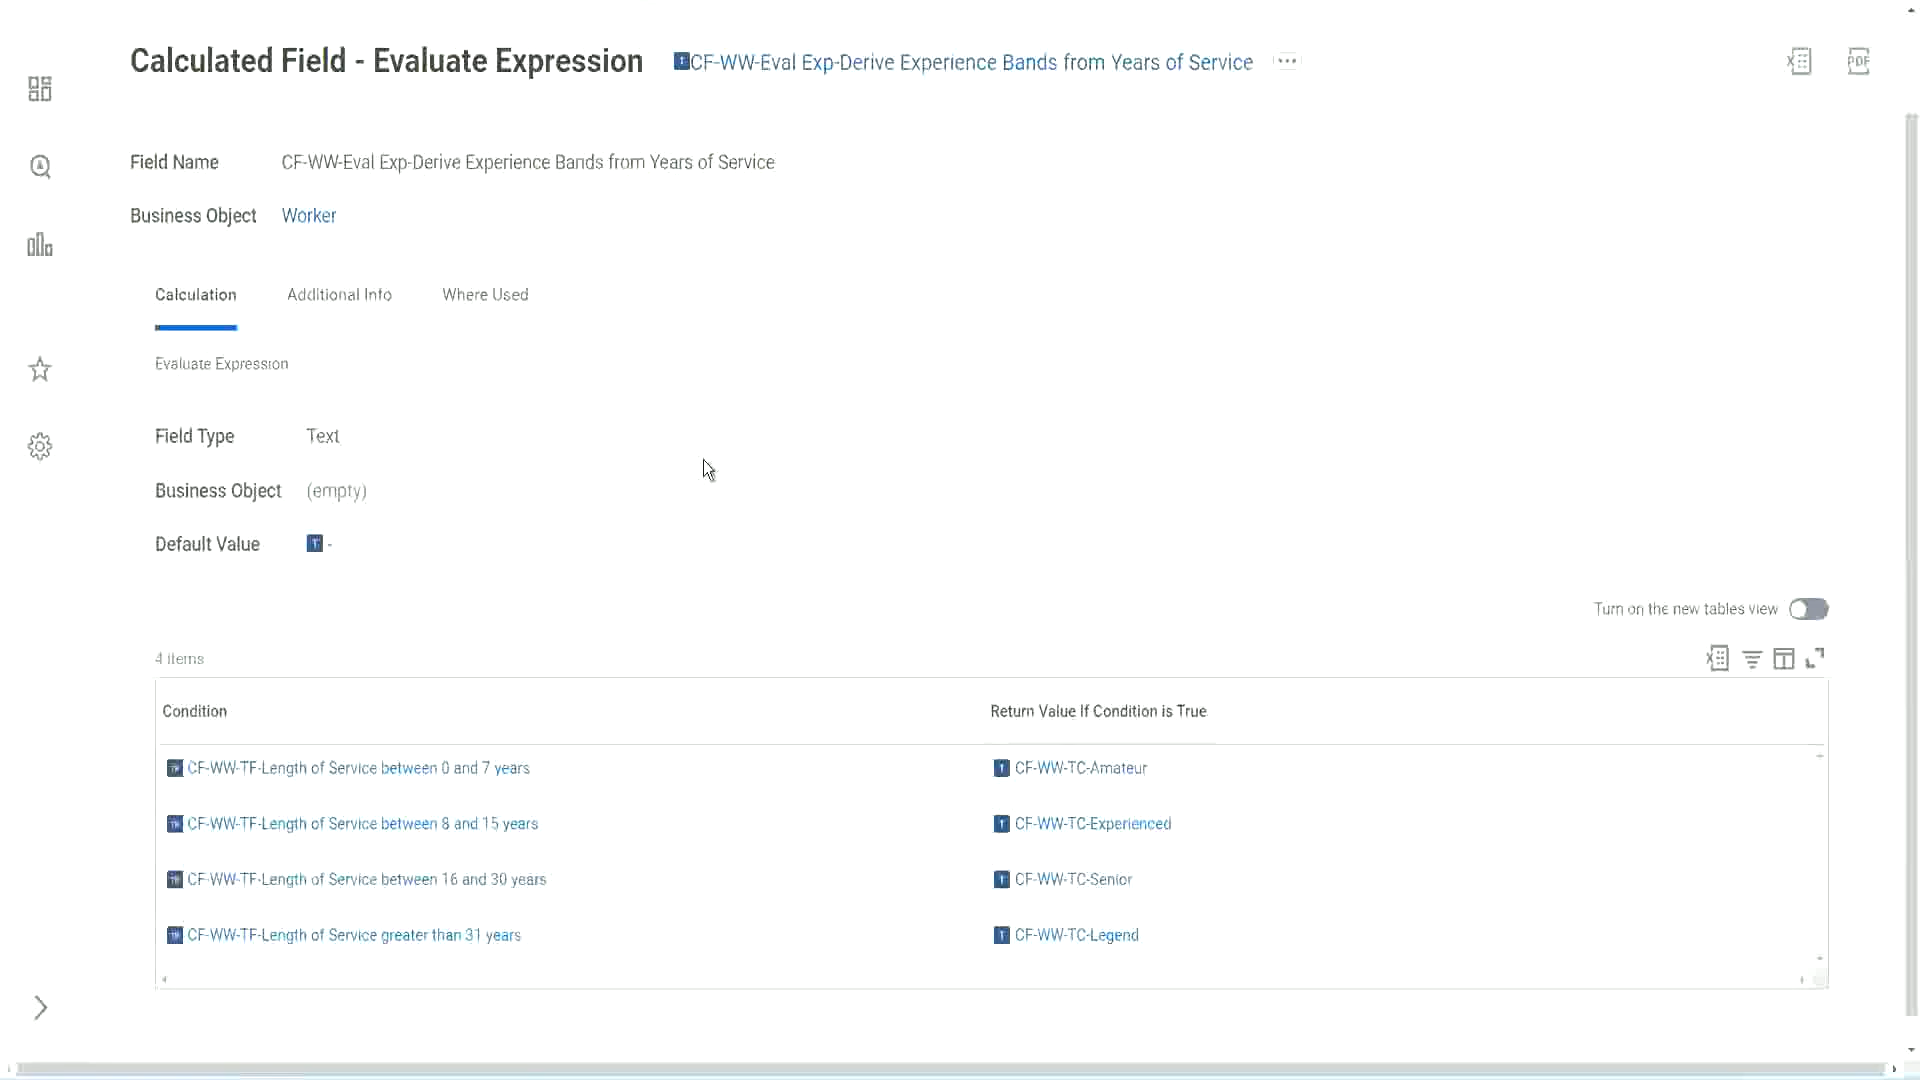 Calculated Field - Evaluate Expression CF-WW-Eval Exp-Derive Experience Bands from Years of Service
PDF
Field Name CF-WW-Eval Exp-Derive Experience Bands from Years of Service
Business Object Worker
Calculation Additional Info Where Used
Evaluate Expression
Field Type Text
Business Object (empty)
Default Value -
Turn on the new tables view
4 items
Condition Return Value If Condition is True
CF-WW-TF-Length of Service between 0 and 7 years CF-WW-TC-Amateur
CF-WW-TF-Length of Service between 8 and 15 years CF-WW-TC-Experienced
CF-WW-TF-Length of Service between 16 and 30 years CF-WW-TC-Senior
CF-WW-TF-Length of Service greater than 31 years CF-WW-TC-Legend